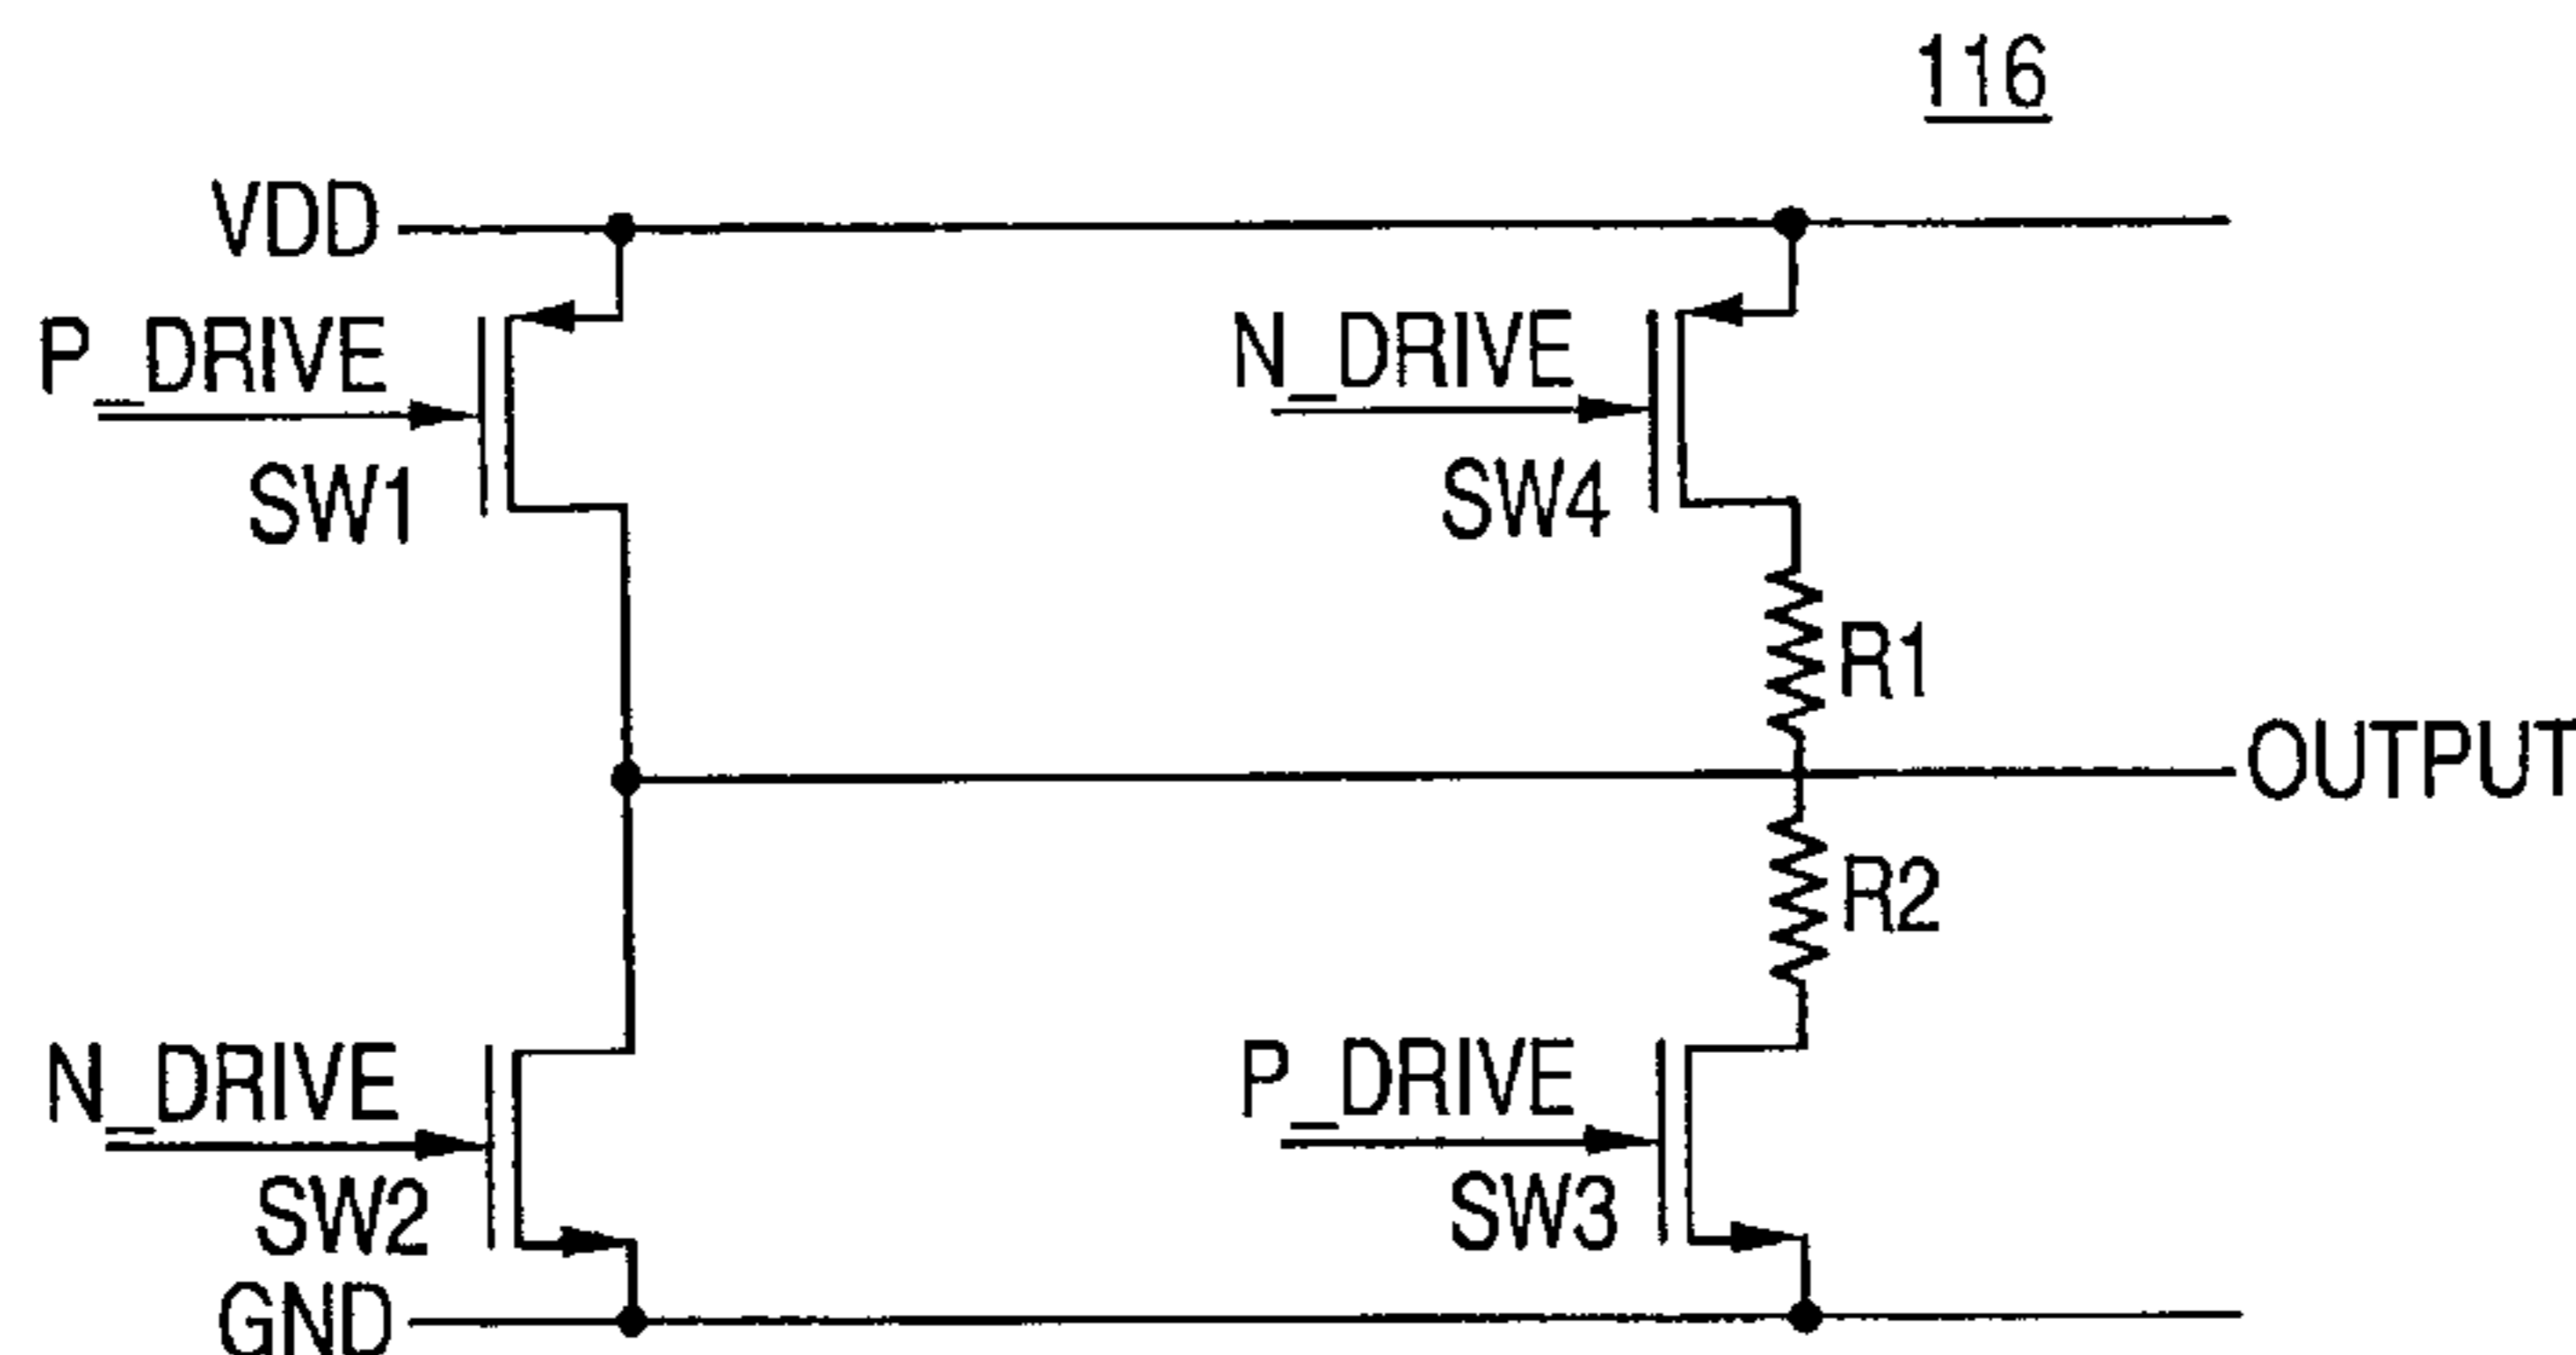 116
VDD
P_DRIVE
SW1
N_DRIVE
SW4
R1
OUTPUT
R2
N_DRIVE
SW2
P_DRIVE
SW3
GND